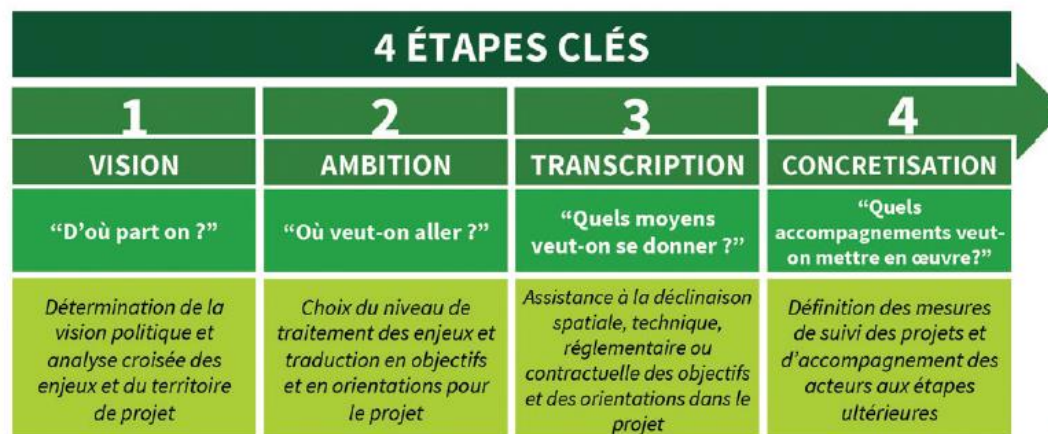 4 ÉTAPES CLÉS
1
VISION
“D’où part on ?”
Détermination de la
vision politique et
analyse croisée des
enjeux et du territoire
de projet
2
AMBITION
“Où veut-on aller ?”
Choix du niveau de
traitement des enjeux et
traduction en objectifs
et en orientations pour
le projet
3
TRANSCRIPTION
“Quels moyens
veut-on se donner ?”
Assistance à la déclinaison
spatiale, technique,
réglementaire ou
contractuelle des objectifs
et des orientations dans le
projet
4
CONCRETISATION
“Quels
accompagnements veut-
on mettre en œuvre?”
Définition des mesures
de suivi des projets et
d’accompagnement des
acteurs aux étapes
ultérieures